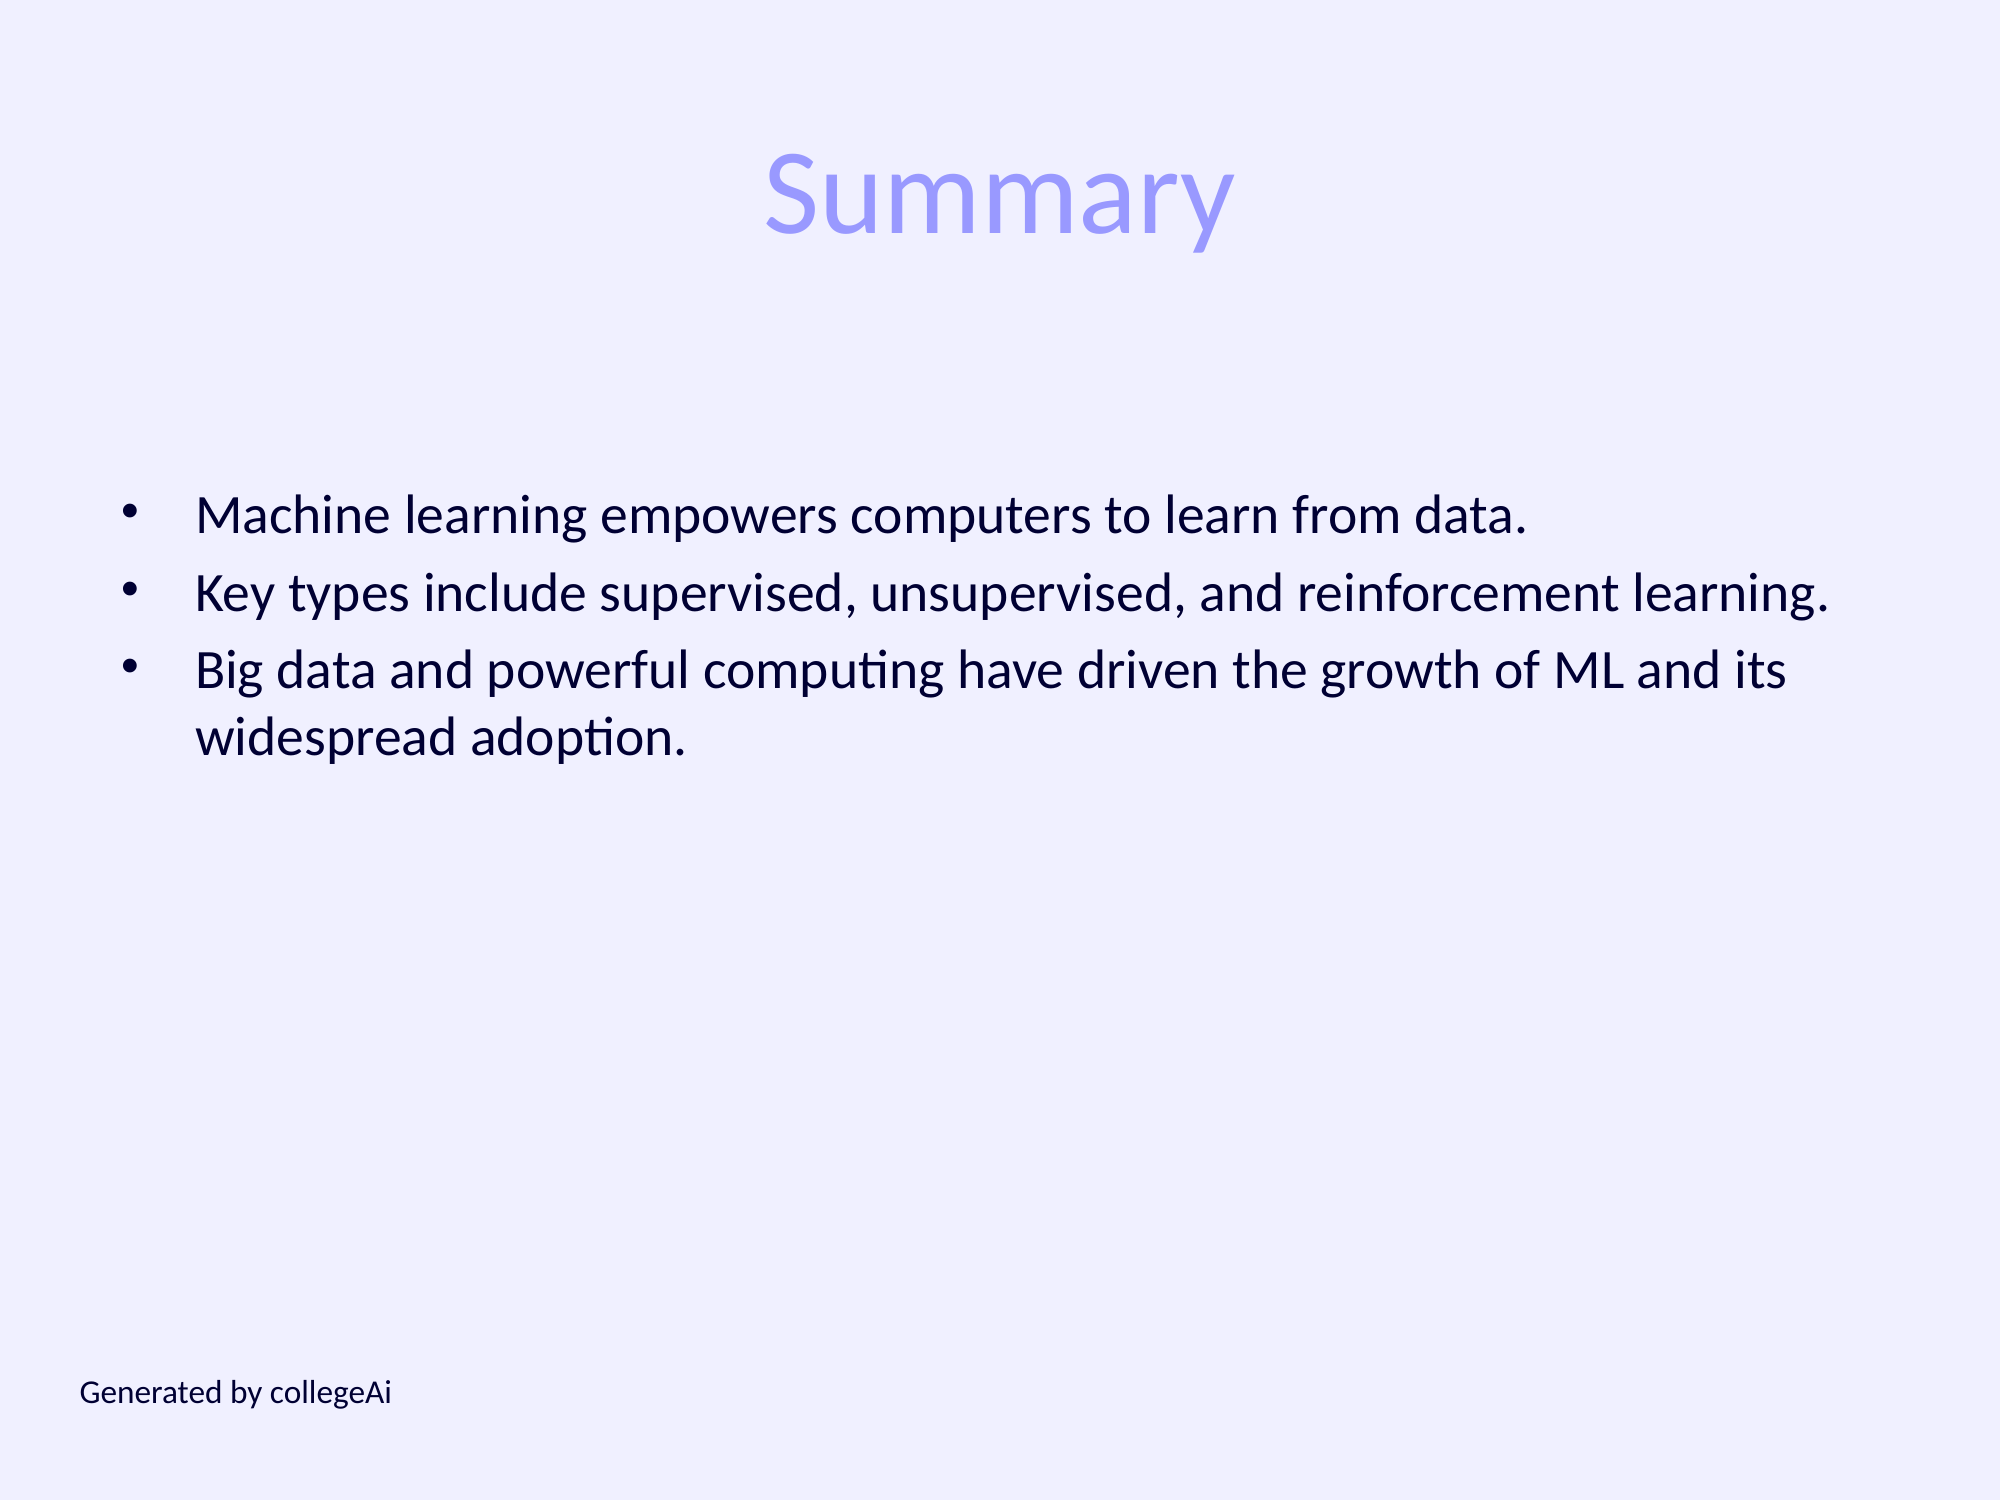 Summary
• Machine learning empowers computers to learn from data.
• Key types include supervised, unsupervised, and reinforcement learning.
• Big data and powerful computing have driven the growth of ML and its
widespread adoption.
Generated by collegeAi